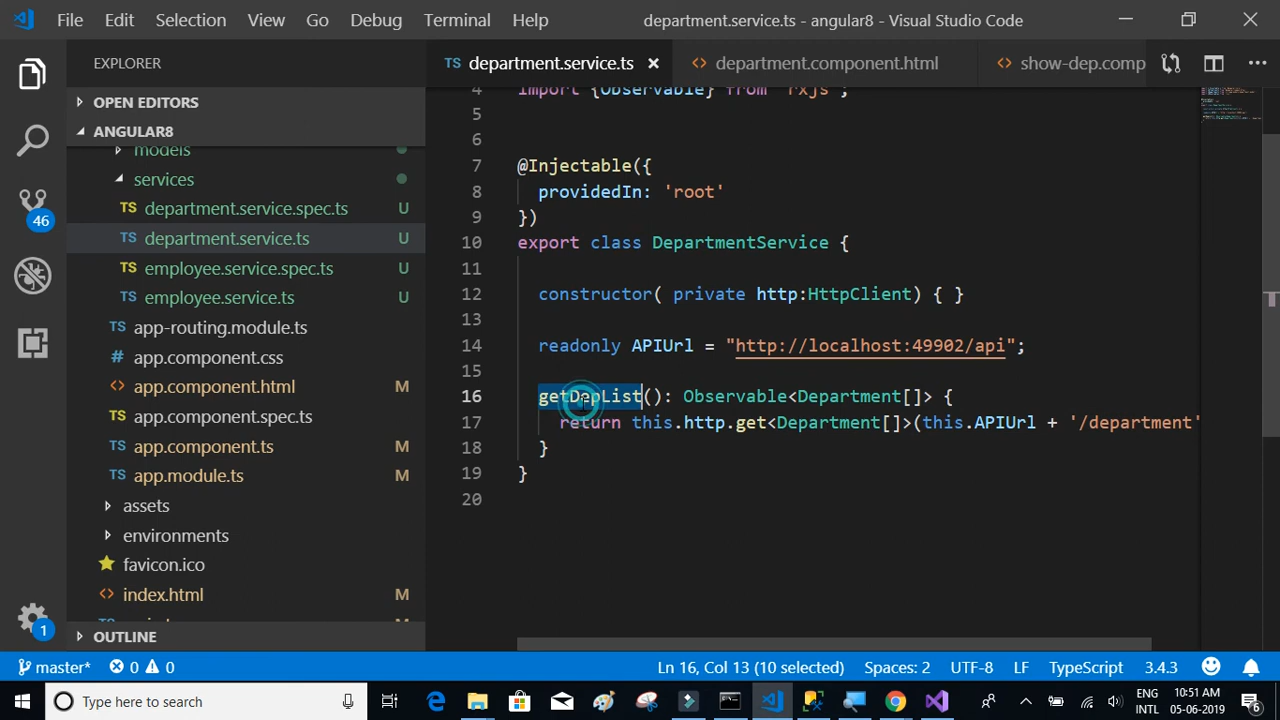 File Edit Selection View Go Debug Terminal Help department.service.ts - angular8 - Visual Studio Code
EXPLORER
OPEN EDITORS
ANGULAR8
models
services
TS department.service.spec.ts U
TS department.service.ts U
TS employee.service.spec.ts U
TS employee.service.ts U
TS app-routing.module.ts
# app.component.css
<> app.component.html M
TS app.component.spec.ts
TS app.component.ts M
TS app.module.ts M
assets
environments
favicon.ico
<> index.html M
OUTLINE
46
1
TS department.service.ts <> department.component.html <> show-dep.comp
4 import {Observable} from 'rxjs';
5
6
7 @Injectable({
8 providedIn: 'root'
9 })
10 export class DepartmentService {
11
12 constructor( private http:HttpClient) { }
13
14 readonly APIUrl = "http://localhost:49902/api";
15
16 getDepList(): Observable<Department[]> {
17 return this.http.get<Department[]>(this.APIUrl + '/department'
18 }
19 }
20
master* 0 0 Ln 16, Col 13 (10 selected) Spaces: 2 UTF-8 LF TypeScript 3.4.3
Type here to search
ENG
INTL
10:51 AM
05-06-2019
6